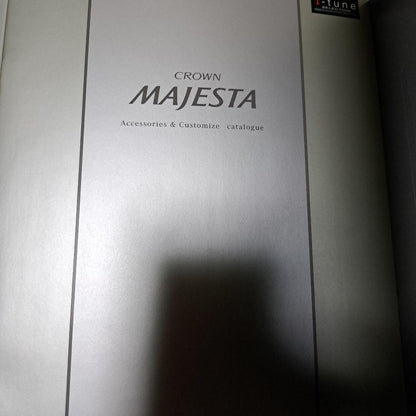 i-tune
CROWN
MAJESTA
Accessories & Customize catalogue